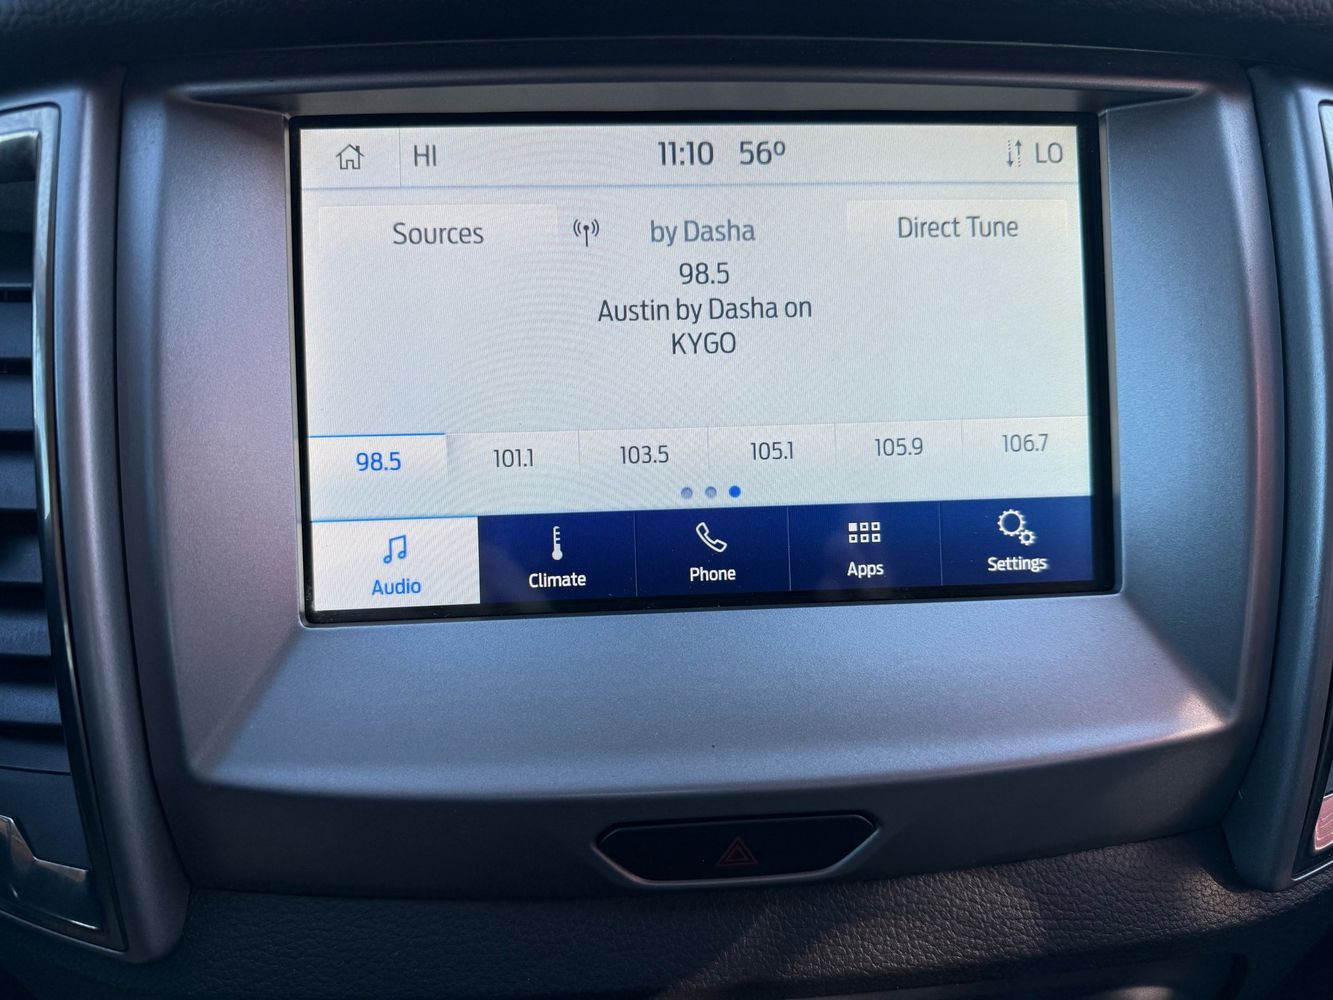 HI
11:10 56º
LO
Sources
by Dasha
Direct Tune
98.5
Austin by Dasha on
KYGO
98.5
101.1
103.5
105.1
105.9
106.7
Audio
Climate
Phone
Apps
Settings